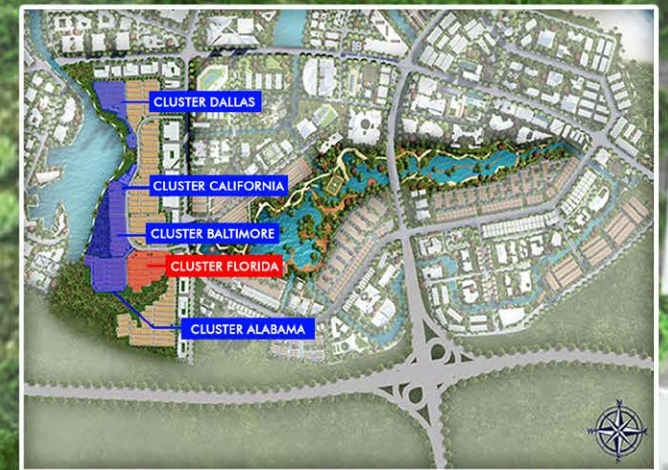 CLUSTER DALLAS
CLUSTER CALIFORNIA
CLUSTER BALTIMORE
CLUSTER FLORIDA
CLUSTER ALABAMA
N
W
E
S